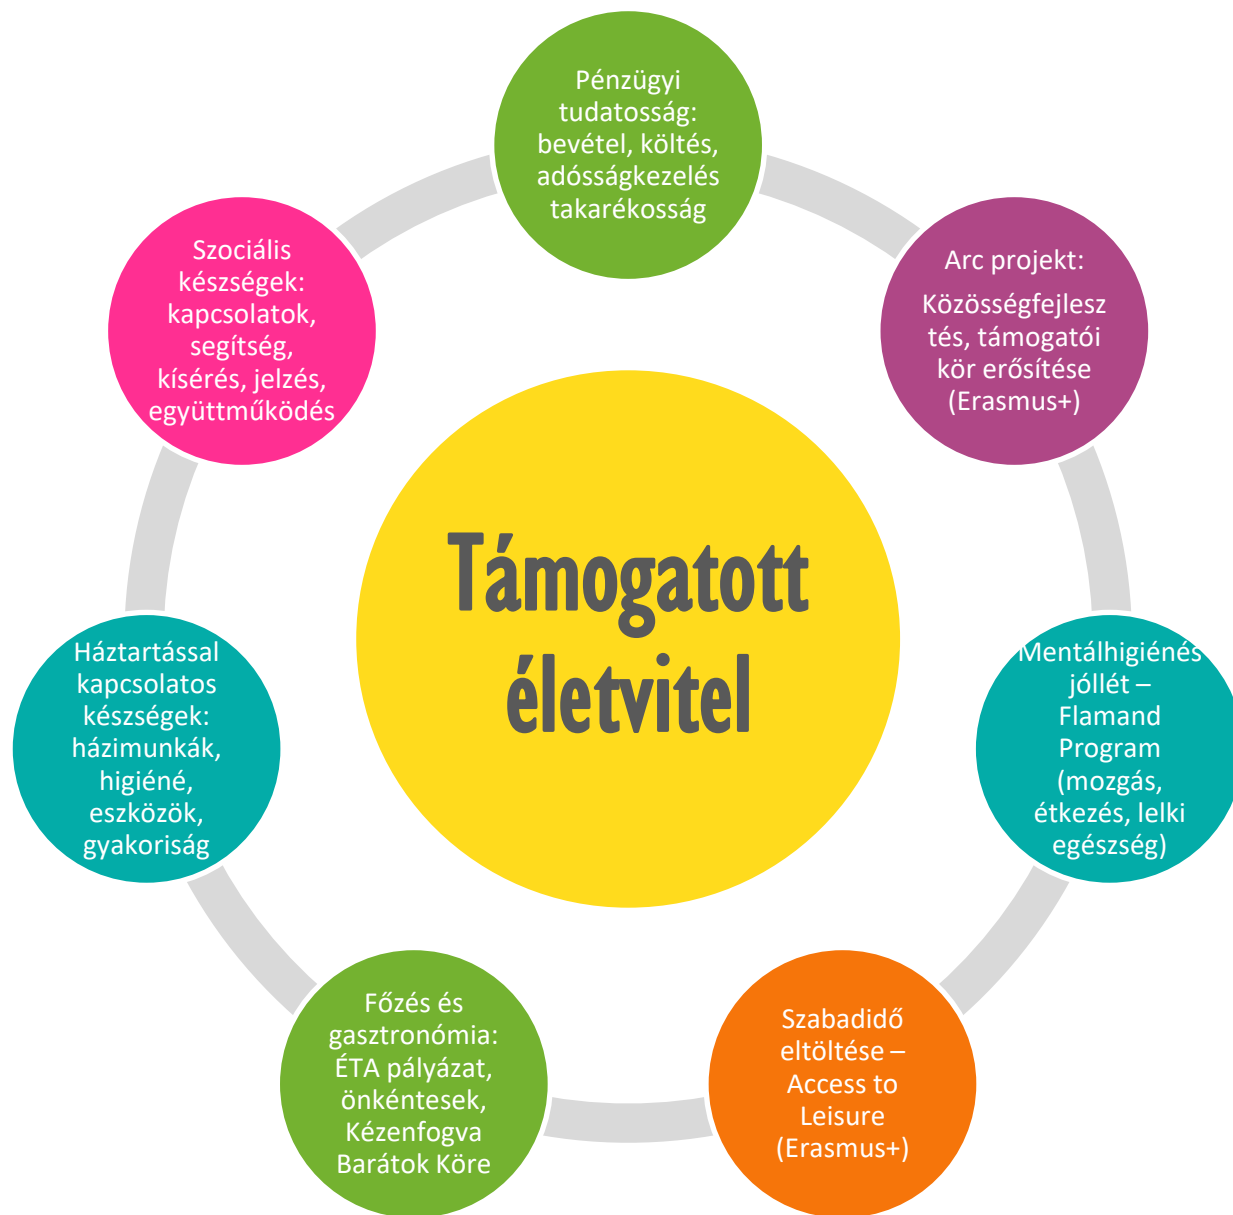 Pénzügyi
tudatosság:
bevétel, költés,
adósságkezelés
takarékosság
Arc projekt:
Közösségfejlesz
tés, támogatói
kör erősítése
(Erasmus+)
Mentálhigiénés
jóllét –
Flamand
Program
(mozgás,
étkezés, lelki
egészség)
Szabadidő
eltöltése –
Access to
Leisure
(Erasmus+)
Főzés és
gasztronómia:
ÉTA pályázat,
önkéntesek,
Kézenfogva
Barátok Köre
Háztartással
kapcsolatos
készségek:
házimunkák,
higiéné,
eszközök,
gyakoriság
Szociális
készségek:
kapcsolatok,
segítség,
kísérés, jelzés,
együttműködés
Támogatott
életvitel